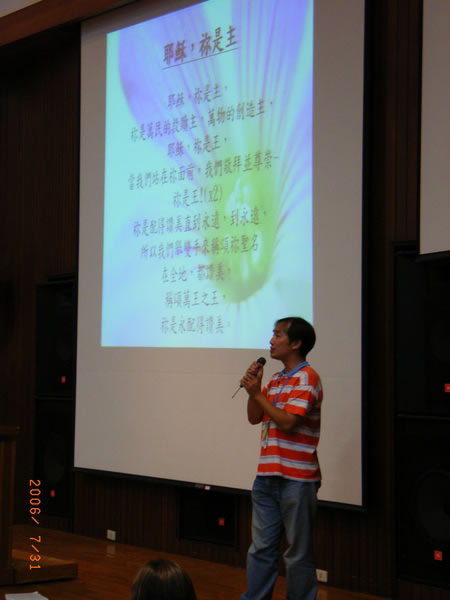 耶穌，祢是主
耶穌，祢是主，
祢是萬民的救贖主，萬物的創造主，
耶穌，祢是王，
當我們站在祢面前，我們敬拜並尊崇~
祢是王!(x2)
祢是配得讚美直到永遠，到永遠，
所以我們舉雙手來稱頌祢聖名
在全地，都讚美，
稱頌萬王之王，
祢是永配得讚美。
2006/ 7/31